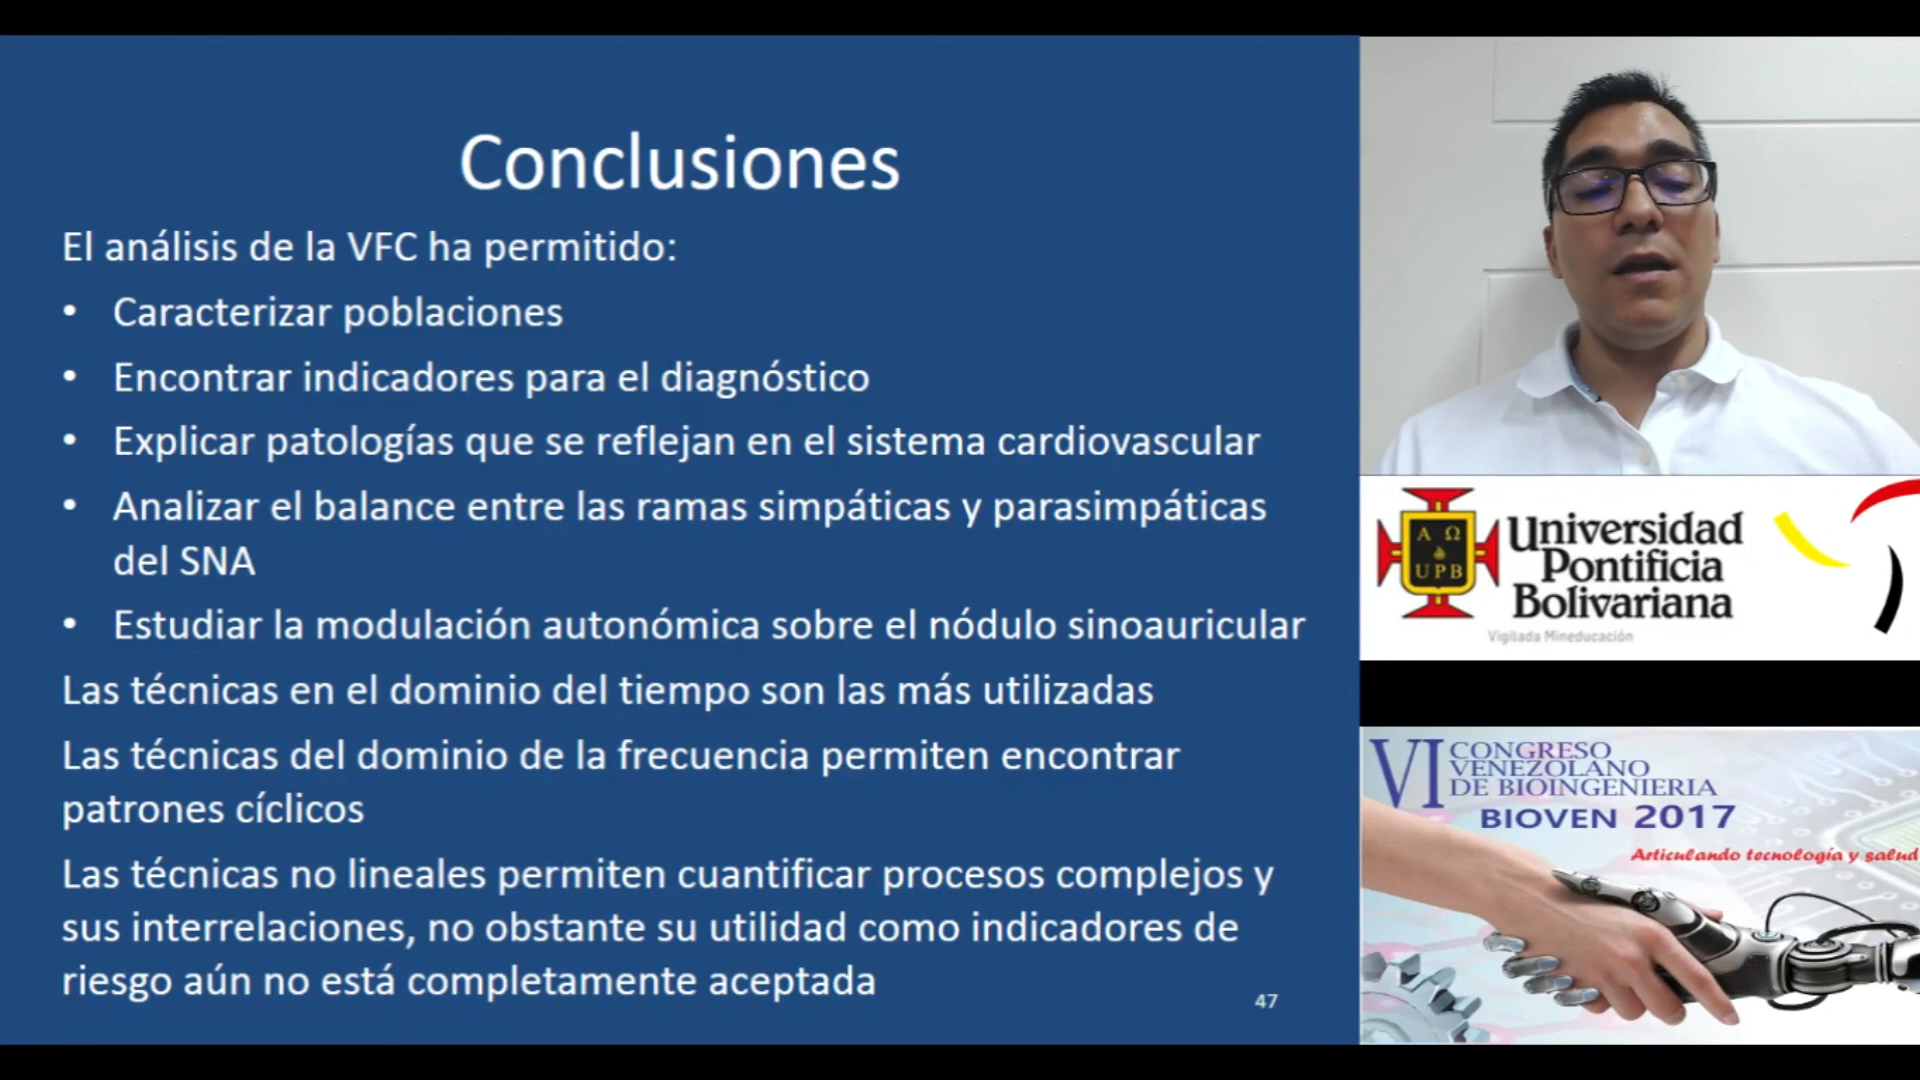 Conclusiones
El análisis de la VFC ha permitido:
• Caracterizar poblaciones
• Encontrar indicadores para el diagnóstico
• Explicar patologías que se reflejan en el sistema cardiovascular
• Analizar el balance entre las ramas simpáticas y parasimpáticas
del SNA
• Estudiar la modulación autonómica sobre el nódulo sinoauricular
Las técnicas en el dominio del tiempo son las más utilizadas
Las técnicas del dominio de la frecuencia permiten encontrar
patrones cíclicos
Las técnicas no lineales permiten cuantificar procesos complejos y
sus interrelaciones, no obstante su utilidad como indicadores de
riesgo aún no está completamente aceptada
47
Α Ω
UPB
Universidad
Pontificia
Bolivariana
Vigilada Mineducación
VI CONGRESO
VENEZOLANO
DE BIOINGENIERIA
BIOVEN 2017
Articulando tecnología y salud